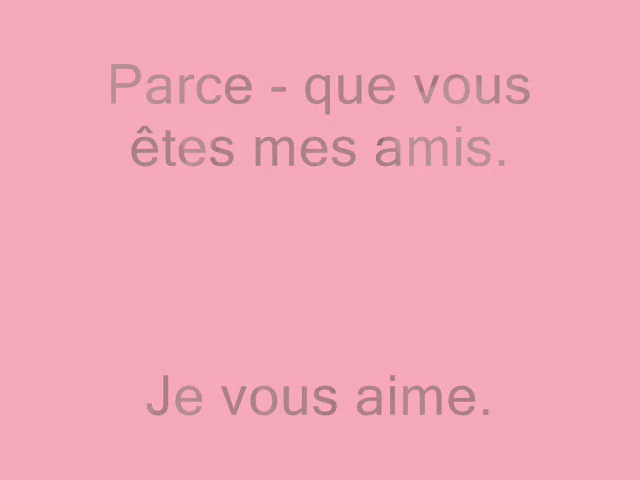 Parce - que vous
êtes mes amis.
Je vous aime.